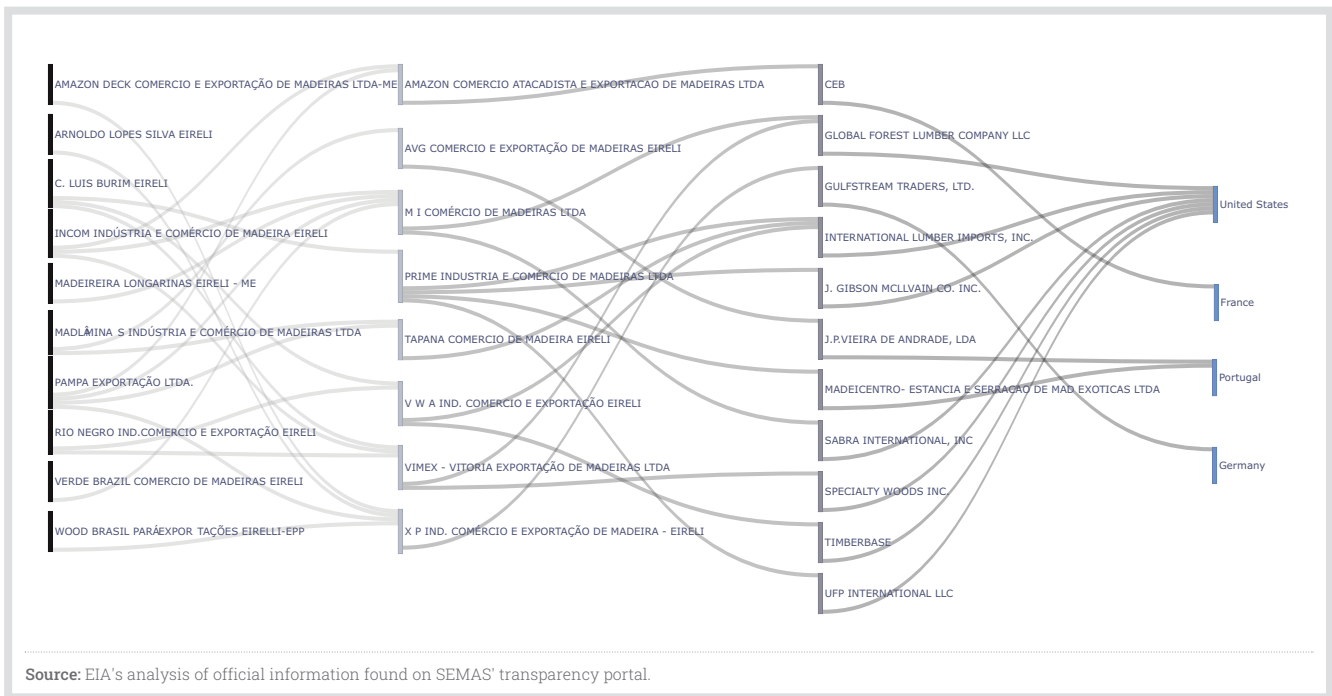 AMAZON DECK COMERCIO E EXPORTAÇÃO DE MADEIRAS LTDA-ME
ARNOLDO LOPES SILVA EIRELI
C. LUIS BURIM EIRELI
INCOM INDÚSTRIA E COMÉRCIO DE MADEIRA EIRELI
MADEIREIRA LONGARINAS EIRELI - ME
MADLÂMINA S INDÚSTRIA E COMÉRCIO DE MADEIRAS LTDA
PAMPA EXPORTAÇÃO LTDA.
RIO NEGRO IND.COMERCIO E EXPORTAÇÃO EIRELI
VERDE BRAZIL COMERCIO DE MADEIRAS EIRELI
WOOD BRASIL PARÁEXPOR TAÇÕES EIRELLI-EPP
AMAZON COMERCIO ATACADISTA E EXPORTACAO DE MADEIRAS LTDA
AVG COMERCIO E EXPORTAÇÃO DE MADEIRAS EIRELI
M I COMÉRCIO DE MADEIRAS LTDA
PRIME INDUSTRIA E COMERCIO DE MADEIRAS LTDA
TAPANA COMERCIO DE MADEIRA EIRELI
V W A IND. COMERCIO E EXPORTAÇÃO EIRELI
VIMEX - VITORIA EXPORTAÇÃO DE MADEIRAS LTDA
X P IND. COMÉRCIO E EXPORTAÇÃO DE MADEIRA - EIRELI
CEB
GLOBAL FOREST LUMBER COMPANY LLC
GULFSTREAM TRADERS, LTD.
INTERNATIONAL LUMBER IMPORTS, INC.
J. GIBSON MCLLVAIN CO. INC.
J.P.VIEIRA DE ANDRADE, LDA
MADEICENTRO- ESTANCIA E SERRACAO DE MAD EXOTICAS LTDA
SABRA INTERNATIONAL, INC
SPECIALTY WOODS INC.
TIMBERBASE
UFP INTERNATIONAL LLC
United States
France
Portugal
Germany
Source: EIA's analysis of official information found on SEMAS' transparency portal.